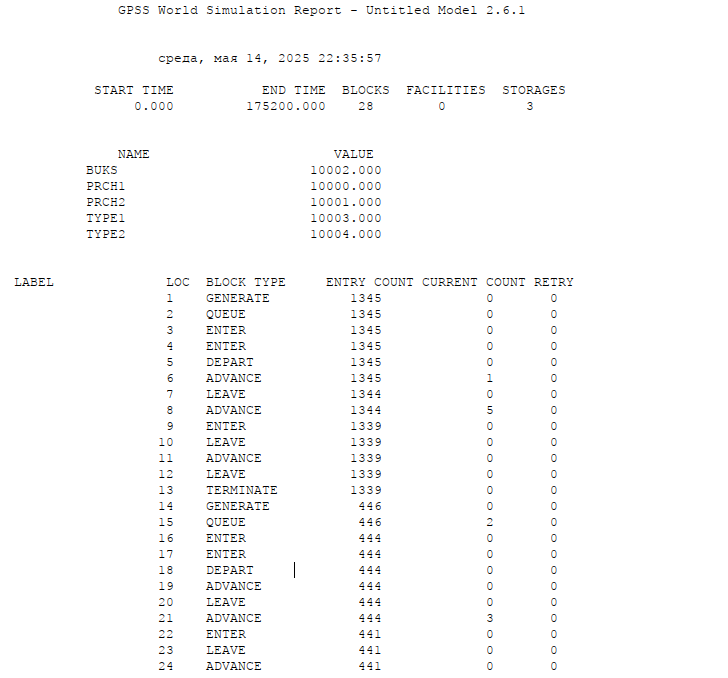 GPSS World Simulation Report - Untitled Model 2.6.1
среда, мая 14, 2025 22:35:57
START TIME END TIME BLOCKS FACILITIES STORAGES
0.000 175200.000 28 0 3
NAME VALUE
BUKS 10002.000
PRCH1 10000.000
PRCH2 10001.000
TYPE1 10003.000
TYPE2 10004.000
LABEL LOC BLOCK TYPE ENTRY COUNT CURRENT COUNT RETRY
1 GENERATE 1345 0 0
2 QUEUE 1345 0 0
3 ENTER 1345 0 0
4 ENTER 1345 0 0
5 DEPART 1345 0 0
6 ADVANCE 1345 1 0
7 LEAVE 1344 0 0
8 ADVANCE 1344 5 0
9 ENTER 1339 0 0
10 LEAVE 1339 0 0
11 ADVANCE 1339 0 0
12 LEAVE 1339 0 0
13 TERMINATE 1339 0 0
14 GENERATE 446 0 0
15 QUEUE 446 2 0
16 ENTER 444 0 0
17 ENTER 444 0 0
18 DEPART 444 0 0
19 ADVANCE 444 0 0
20 LEAVE 444 0 0
21 ADVANCE 444 3 0
22 ENTER 441 0 0
23 LEAVE 441 0 0
24 ADVANCE 441 0 0